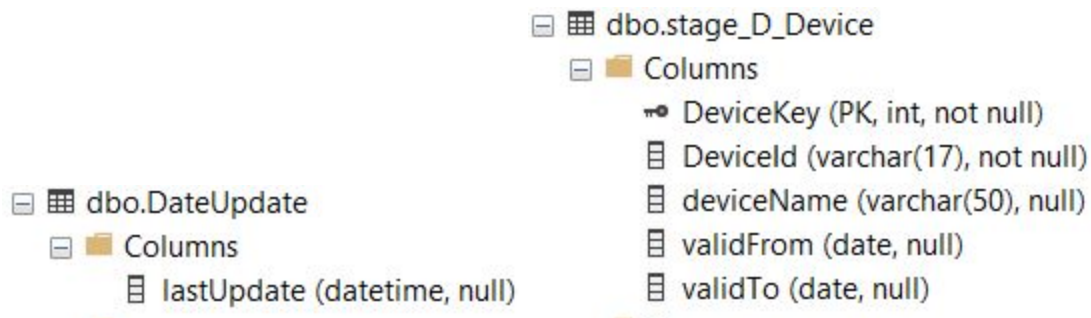 dbo.DateUpdate
Columns
lastUpdate (datetime, null)
dbo.stage_D_Device
Columns
DeviceKey (PK, int, not null)
DeviceId (varchar(17), not null)
deviceName (varchar(50), null)
validFrom (date, null)
validTo (date, null)